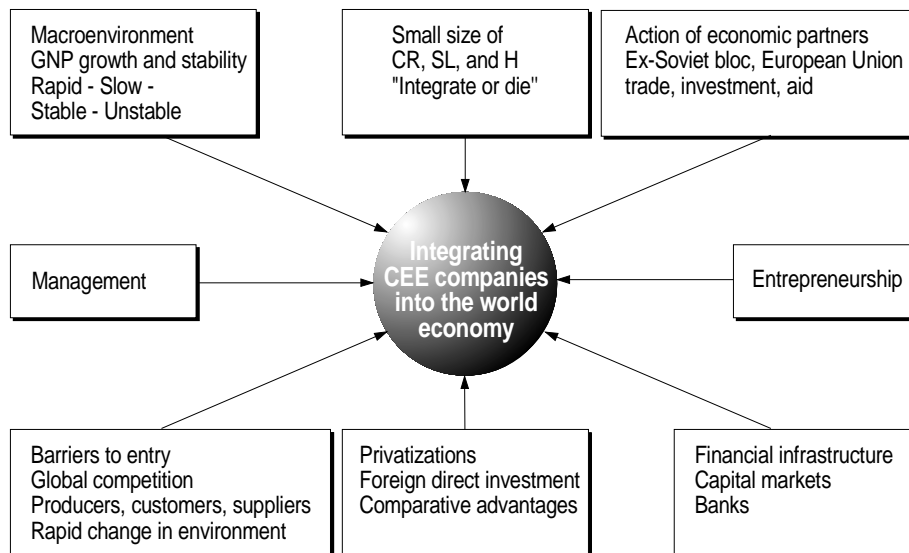 Macroenvironment
GNP growth and stability
Rapid - Slow -
Stable - Unstable
Small size of
CR, SL, and H
"Integrate or die"
Action of economic partners
Ex-Soviet bloc, European Union
trade, investment, aid
Management
Integrating
CEE companies
into the world
economy
Entrepreneurship
Barriers to entry
Global competition
Producers, customers, suppliers
Rapid change in environment
Privatizations
Foreign direct investment
Comparative advantages
Financial infrastructure
Capital markets
Banks